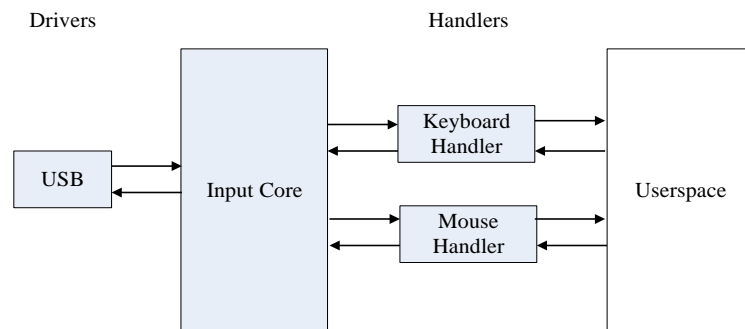 Drivers
Handlers
USB
Input Core
Keyboard
Handler
Mouse
Handler
Userspace